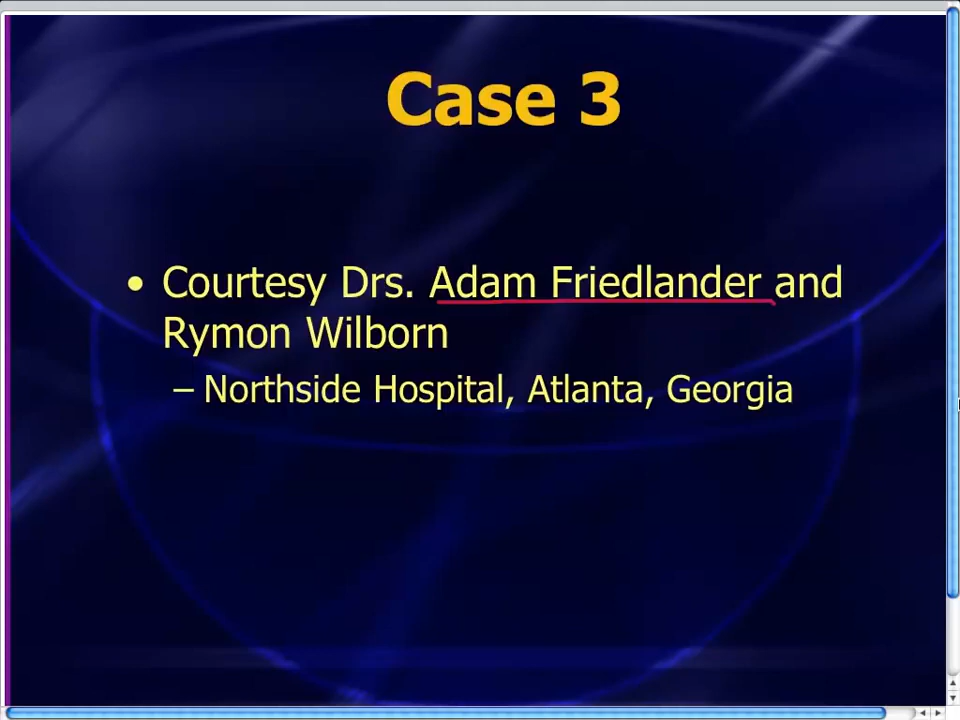 Case 3
• Courtesy Drs. Adam Friedlander and
Rymon Wilborn
– Northside Hospital, Atlanta, Georgia